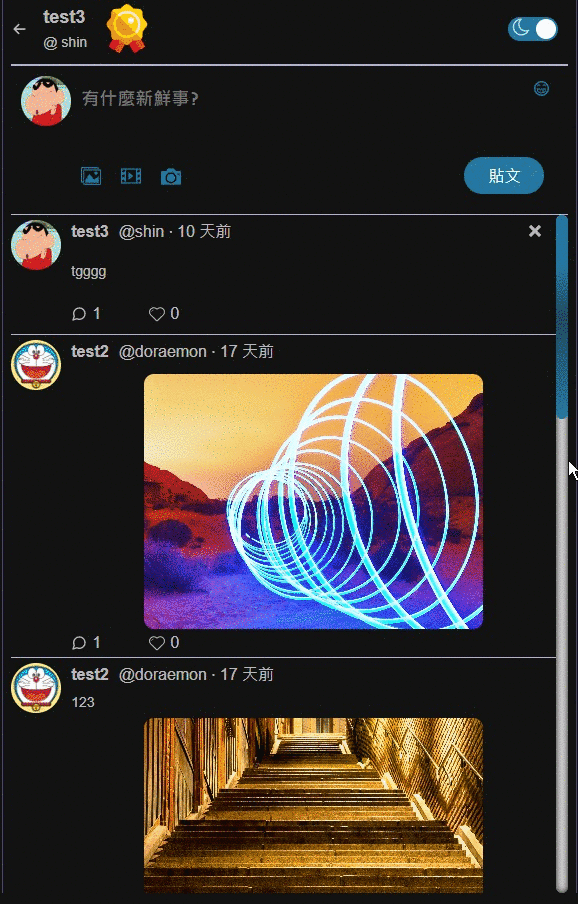 test3
@ shin
有什麼新鮮事?
貼文
test3 @shin · 10 天前
tgggg
1 0
test2 @doraemon · 17 天前
1 0
test2 @doraemon · 17 天前
123